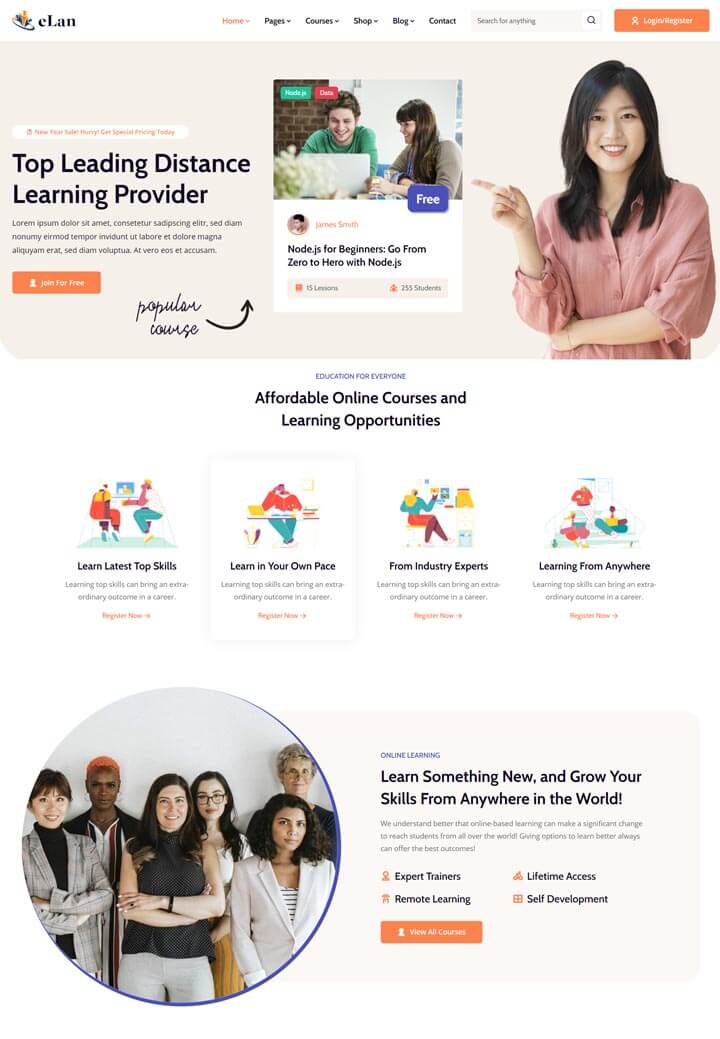 eLan
Home Pages Courses Shop Blog Contact Search for anything Login/Register
New Year Sale! Hurry! Get Special Pricing Today
Top Leading Distance
Learning Provider
Lorem ipsum dolor sit amet, consetetur sadipscing elitr, sed diam
nonumy eirmod tempor invidunt ut labore et dolore magna
aliquyam erat, sed diam voluptua. At vero eos et accusam.
Join For Free
popular
course
Node.js Data
Free
James Smith
Node.js for Beginners: Go From
Zero to Hero with Node.js
15 Lessons 255 Students
EDUCATION FOR EVERYONE
Affordable Online Courses and
Learning Opportunities
Learn Latest Top Skills
Learning top skills can bring an extra-
ordinary outcome in a career.
Register Now →
Learn in Your Own Pace
Learning top skills can bring an extra-
ordinary outcome in a career.
Register Now →
From Industry Experts
Learning top skills can bring an extra-
ordinary outcome in a career.
Register Now →
Learning From Anywhere
Learning top skills can bring an extra-
ordinary outcome in a career.
Register Now →
ONLINE LEARNING
Learn Something New, and Grow Your
Skills From Anywhere in the World!
We understand better that online-based learning can make a significant change
to reach students from all over the world! Giving options to learn better always
can offer the best outcomes!
Expert Trainers Lifetime Access
Remote Learning Self Development
View All Courses